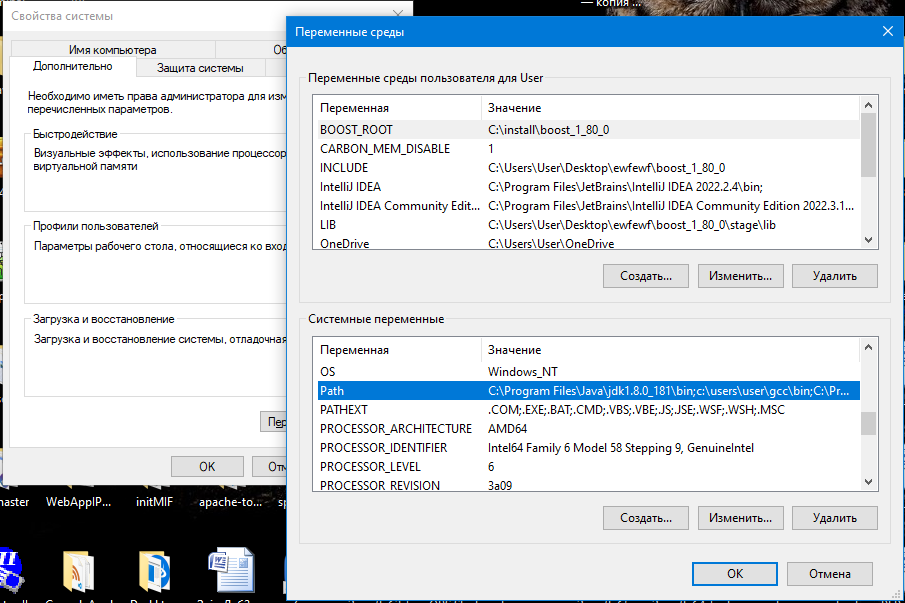 — копия ...
Свойства системы
Имя компьютера
Об
Дополнительно
Защита системы
Необходимо иметь права администратора для изм
перечисленных параметров.
Быстродействие
Визуальные эффекты, использование процессор
виртуальной памяти
Профили пользователей
Параметры рабочего стола, относящиеся ко вход
Загрузка и восстановление
Загрузка и восстановление системы, отладочная
Пер
OK
Отм
Переменные среды
Переменные среды пользователя для User
Переменная Значение
BOOST_ROOT C:\install\boost_1_80_0
CARBON_MEM_DISABLE 1
INCLUDE C:\Users\User\Desktop\ewfewf\boost_1_80_0
IntelliJ IDEA C:\Program Files\JetBrains\IntelliJ IDEA 2022.2.4\bin;
IntelliJ IDEA Community Edit... C:\Program Files\JetBrains\IntelliJ IDEA Community Edition 2022.3.1...
LIB C:\Users\User\Desktop\ewfewf\boost_1_80_0\stage\lib
OneDrive C:\Users\User\OneDrive
Создать... Изменить... Удалить
Системные переменные
Переменная Значение
OS Windows_NT
Path C:\Program Files\Java\jdk1.8.0_181\bin;c:\users\user\gcc\bin;C:\Pr...
PATHEXT .COM;.EXE;.BAT;.CMD;.VBS;.VBE;.JS;.JSE;.WSF;.WSH;.MSC
PROCESSOR_ARCHITECTURE AMD64
PROCESSOR_IDENTIFIER Intel64 Family 6 Model 58 Stepping 9, GenuineIntel
PROCESSOR_LEVEL 6
PROCESSOR_REVISION 3a09
Создать... Изменить... Удалить
OK Отмена
naster WebAppIP... initMIF apache-to... sp